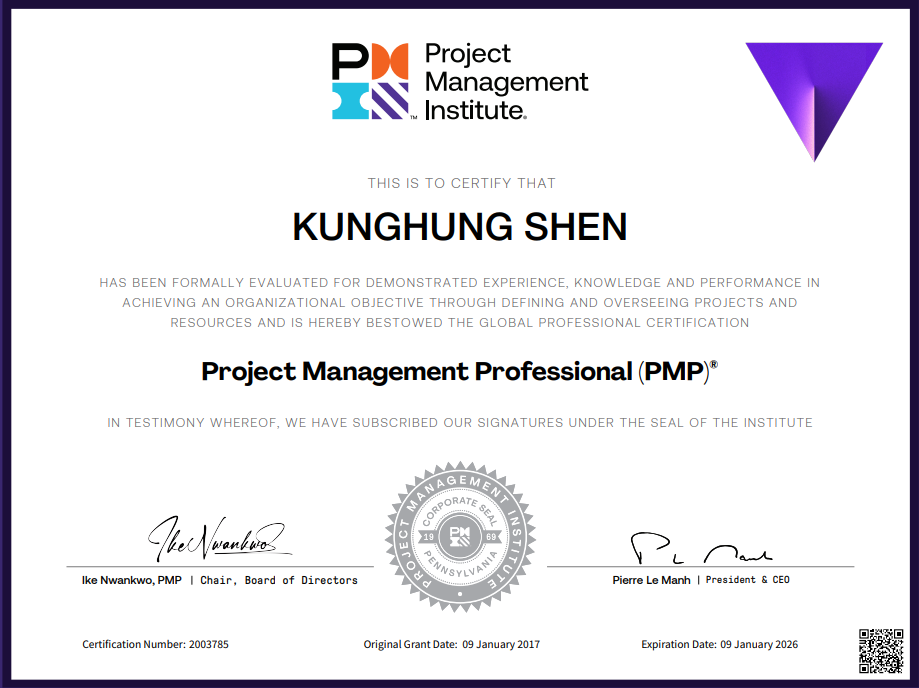 PM
Project
Management
Institute.
™
THIS IS TO CERTIFY THAT
KUNGHUNG SHEN
HAS BEEN FORMALLY EVALUATED FOR DEMONSTRATED EXPERIENCE, KNOWLEDGE AND PERFORMANCE IN
ACHIEVING AN ORGANIZATIONAL OBJECTIVE THROUGH DEFINING AND OVERSEEING PROJECTS AND
RESOURCES AND IS HEREBY BESTOWED THE GLOBAL PROFESSIONAL CERTIFICATION
Project Management Professional (PMP)®
IN TESTIMONY WHEREOF, WE HAVE SUBSCRIBED OUR SIGNATURES UNDER THE SEAL OF THE INSTITUTE
PROJECT MANAGEMENT INSTITUTE
CORPORATE SEAL
19 PM 69
PENNSYLVANIA
Ike Nwankwo
Ike Nwankwo, PMP | Chair, Board of Directors
Pierre Le Manh | President & CEO
Certification Number: 2003785
Original Grant Date: 09 January 2017
Expiration Date: 09 January 2026